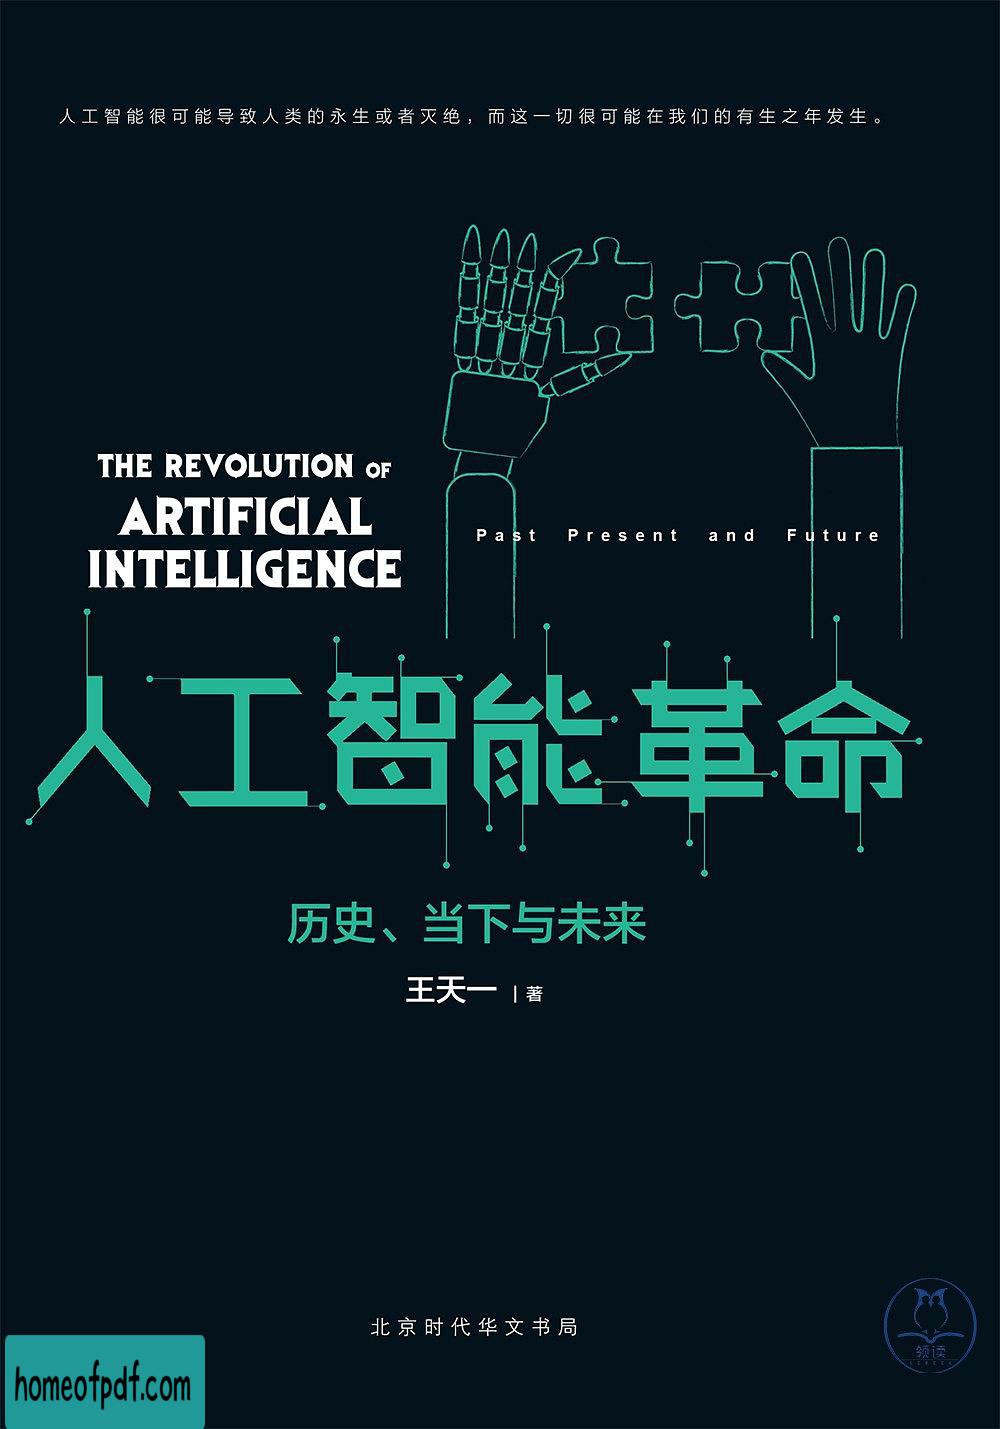 人工智能很可能导致人类的永生或者灭绝，而这一切很可能在我们的有生之年发生。
THE REVOLUTION OF
ARTIFICIAL
INTELLIGENCE
Past Present and Future
人工智能革命
历史、当下与未来
王天一 | 著
北京时代华文书局
领读
homeofpdf.com